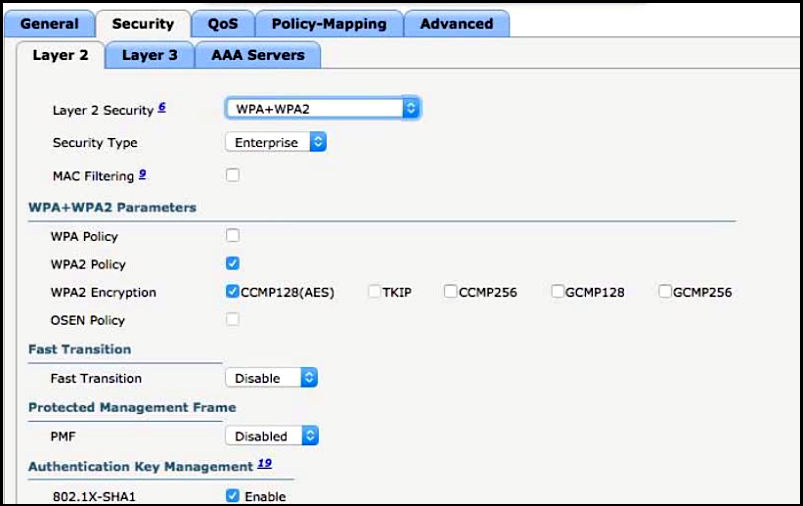 General Security QoS Policy-Mapping Advanced
Layer 2 Layer 3 AAA Servers
Layer 2 Security 6 WPA+WPA2
Security Type Enterprise
MAC Filtering 9
WPA+WPA2 Parameters
WPA Policy
WPA2 Policy
WPA2 Encryption CCMP128(AES) TKIP CCMP256 GCMP128 GCMP256
OSEN Policy
Fast Transition
Fast Transition Disable
Protected Management Frame
PMF Disabled
Authentication Key Management 19
802.1X-SHA1 Enable